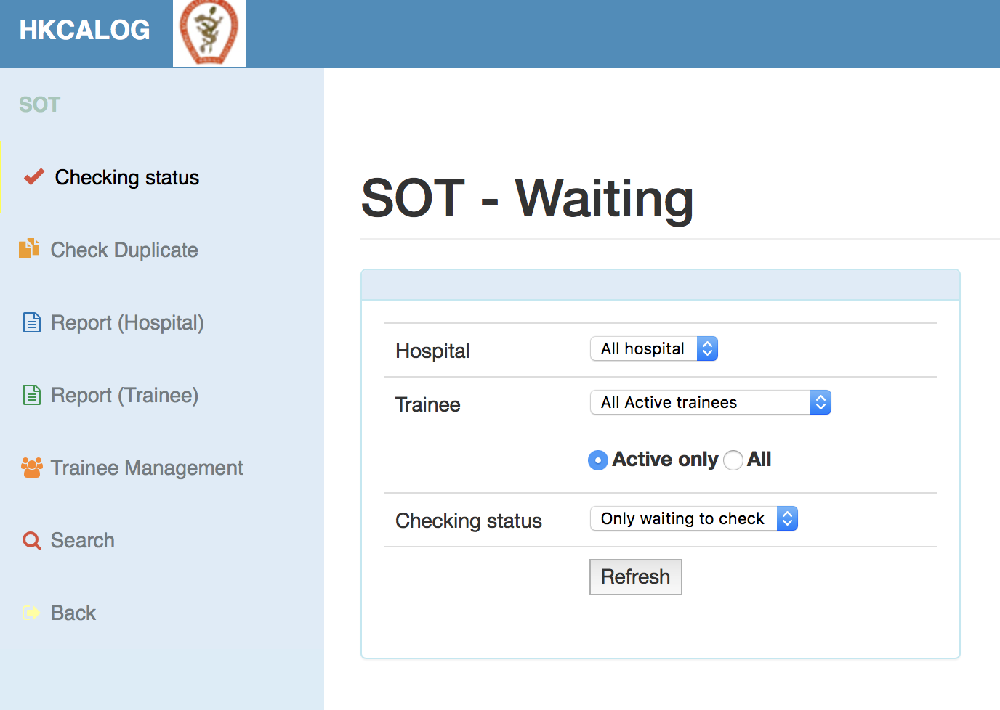 HKCALOG
SOT
Checking status
Check Duplicate
Report (Hospital)
Report (Trainee)
Trainee Management
Search
Back
SOT - Waiting
Hospital All hospital
Trainee All Active trainees
Active only All
Checking status Only waiting to check
Refresh